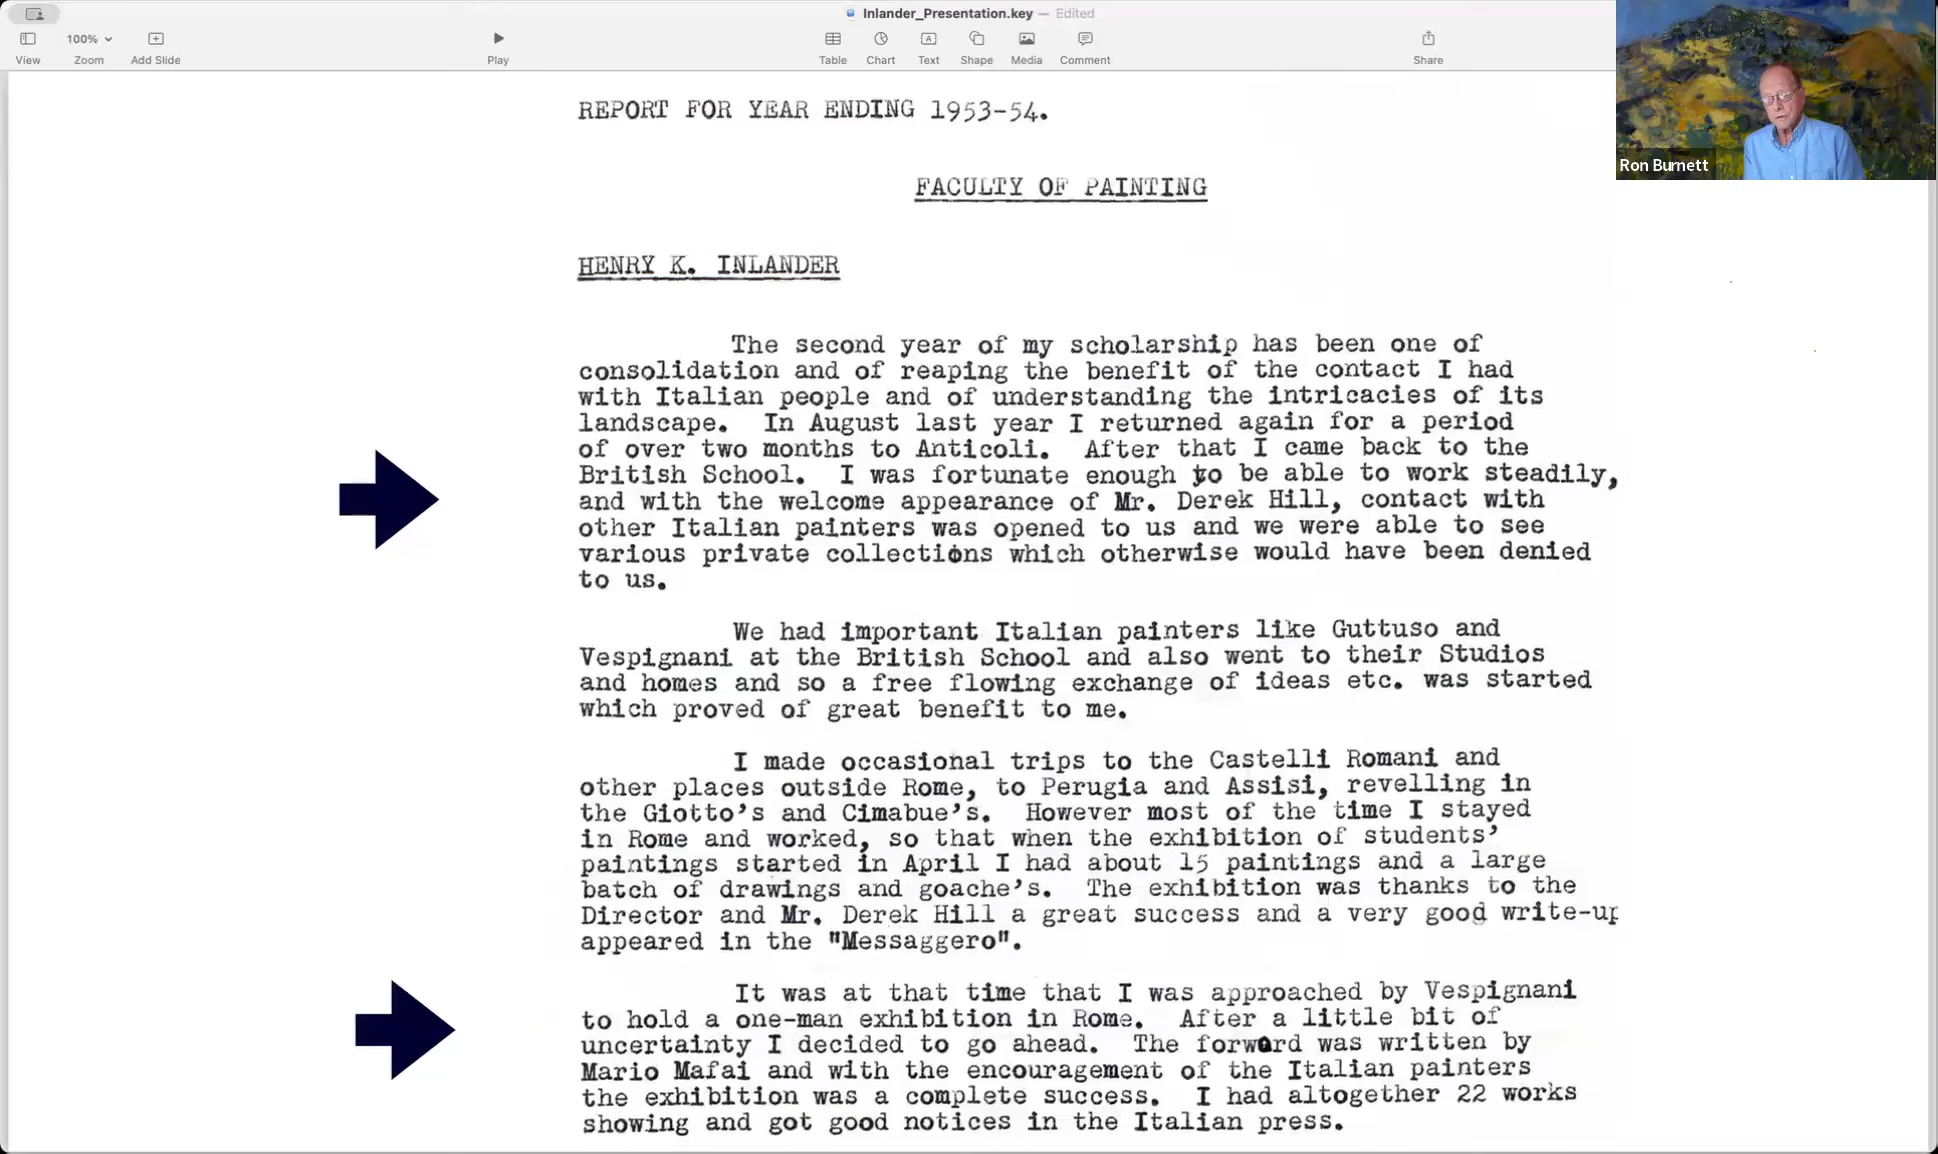 Inlander_Presentation.key — Edited
View
100%
Zoom
Add Slide
Play
Table
Chart
Text
Shape
Media
Comment
Share
Ron Burnett
REPORT FOR YEAR ENDING 1953-54.
FACULTY OF PAINTING
HENRY K. INLANDER
The second year of my scholarship has been one of
consolidation and of reaping the benefit of the contact I had
with Italian people and of understanding the intricacies of its
landscape. In August last year I returned again for a period
of over two months to Anticoli. After that I came back to the
British School. I was fortunate enough to be able to work steadily,
and with the welcome appearance of Mr. Derek Hill, contact with
other Italian painters was opened to us and we were able to see
various private collections which otherwise would have been denied
to us.
We had important Italian painters like Guttuso and
Vespignani at the British School and also went to their Studios
and homes and so a free flowing exchange of ideas etc. was started
which proved of great benefit to me.
I made occasional trips to the Castelli Romani and
other places outside Rome, to Perugia and Assisi, revelling in
the Giotto's and Cimabue's. However most of the time I stayed
in Rome and worked, so that when the exhibition of students'
paintings started in April I had about 15 paintings and a large
batch of drawings and goache's. The exhibition was thanks to the
Director and Mr. Derek Hill a great success and a very good write-up
appeared in the "Messaggero".
It was at that time that I was approached by Vespignani
to hold a one-man exhibition in Rome. After a little bit of
uncertainty I decided to go ahead. The forward was written by
Mario Mafai and with the encouragement of the Italian painters
the exhibition was a complete success. I had altogether 22 works
showing and got good notices in the Italian press.